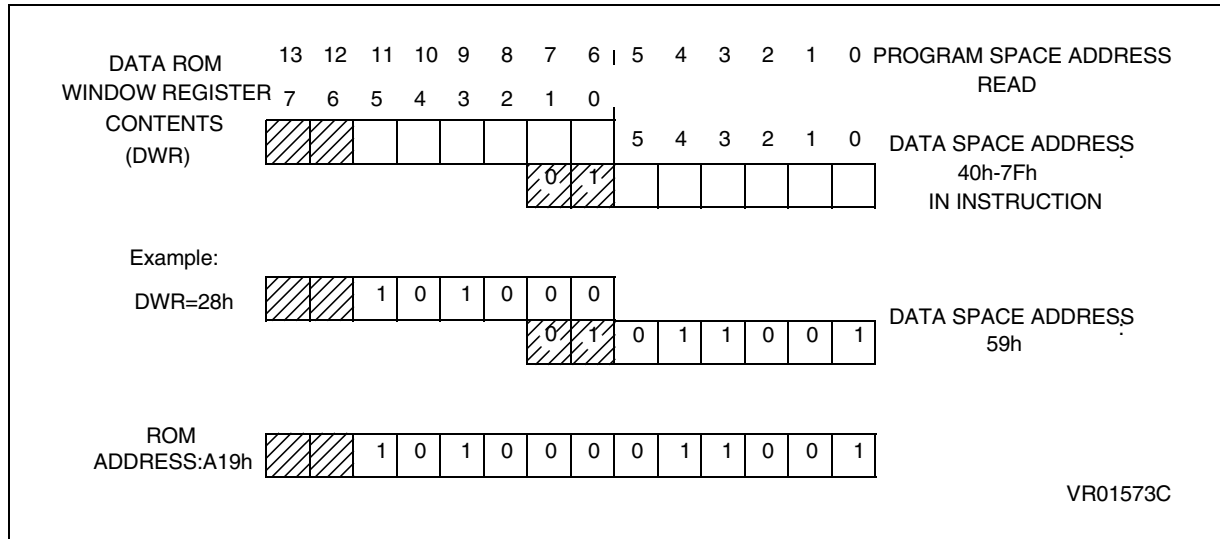 13 12 11 10 9 8 7 6 5 4 3 2 1 0 PROGRAM SPACE ADDRESS
READ
DATA ROM
WINDOW REGISTER 7 6 5 4 3 2 1 0
CONTENTS
(DWR)
5 4 3 2 1 0 DATA SPACE ADDRESS
:
0 1 40h-7Fh
IN INSTRUCTION
Example:
DWR=28h 1 0 1 0 0 0
0 1 0 1 1 0 0 1 DATA SPACE ADDRESS
:
59h
ROM
ADDRESS:A19h 1 0 1 0 0 0 0 1 1 0 0 1
VR01573C